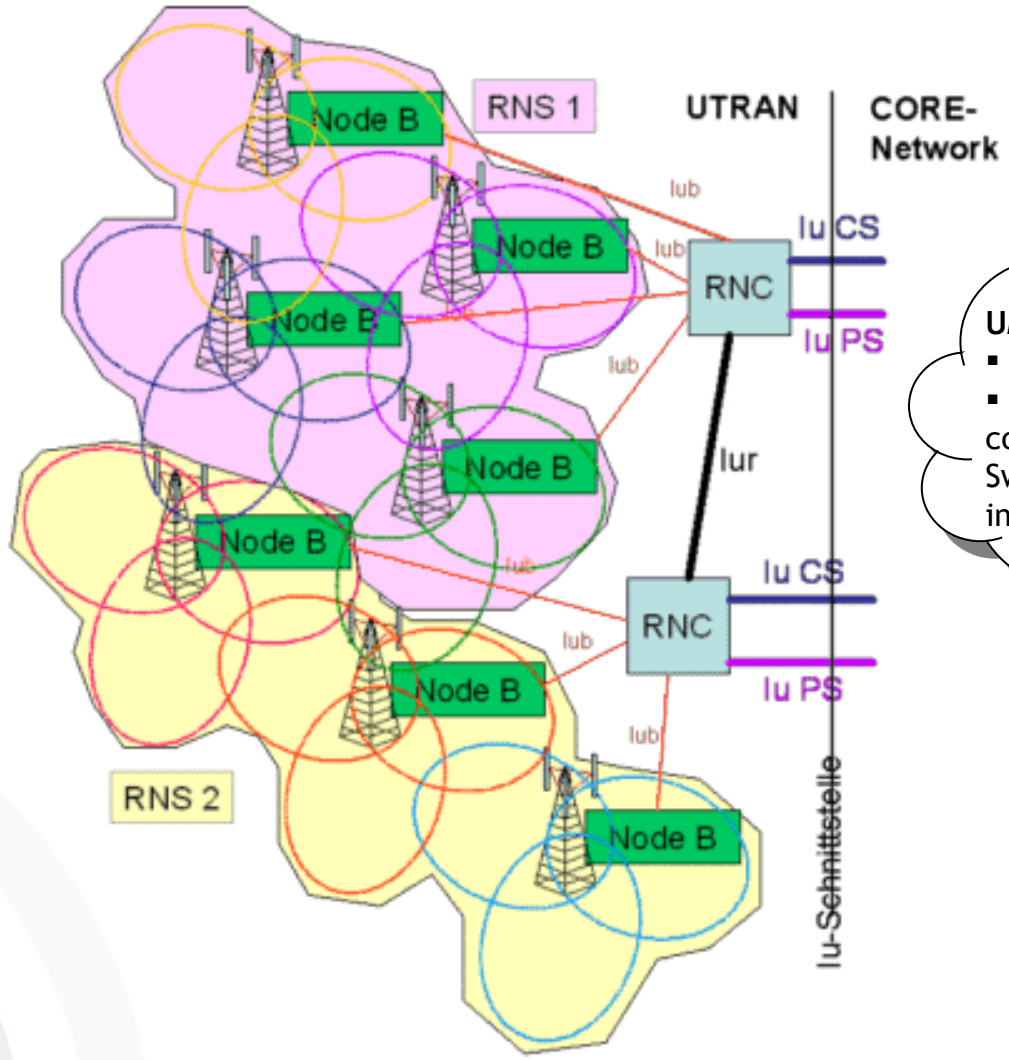 Node B
RNS 1
UTRAN
CORE-
Network
Iub
Node B
Iub
Iu CS
RNC
Node B
Iub
Iu PS
Iub
Node B
Iur
Node B
Iub
Iu CS
RNC
Iub
Node B
Iu PS
Iub
RNS 2
Node B
Iu-Schnittstelle